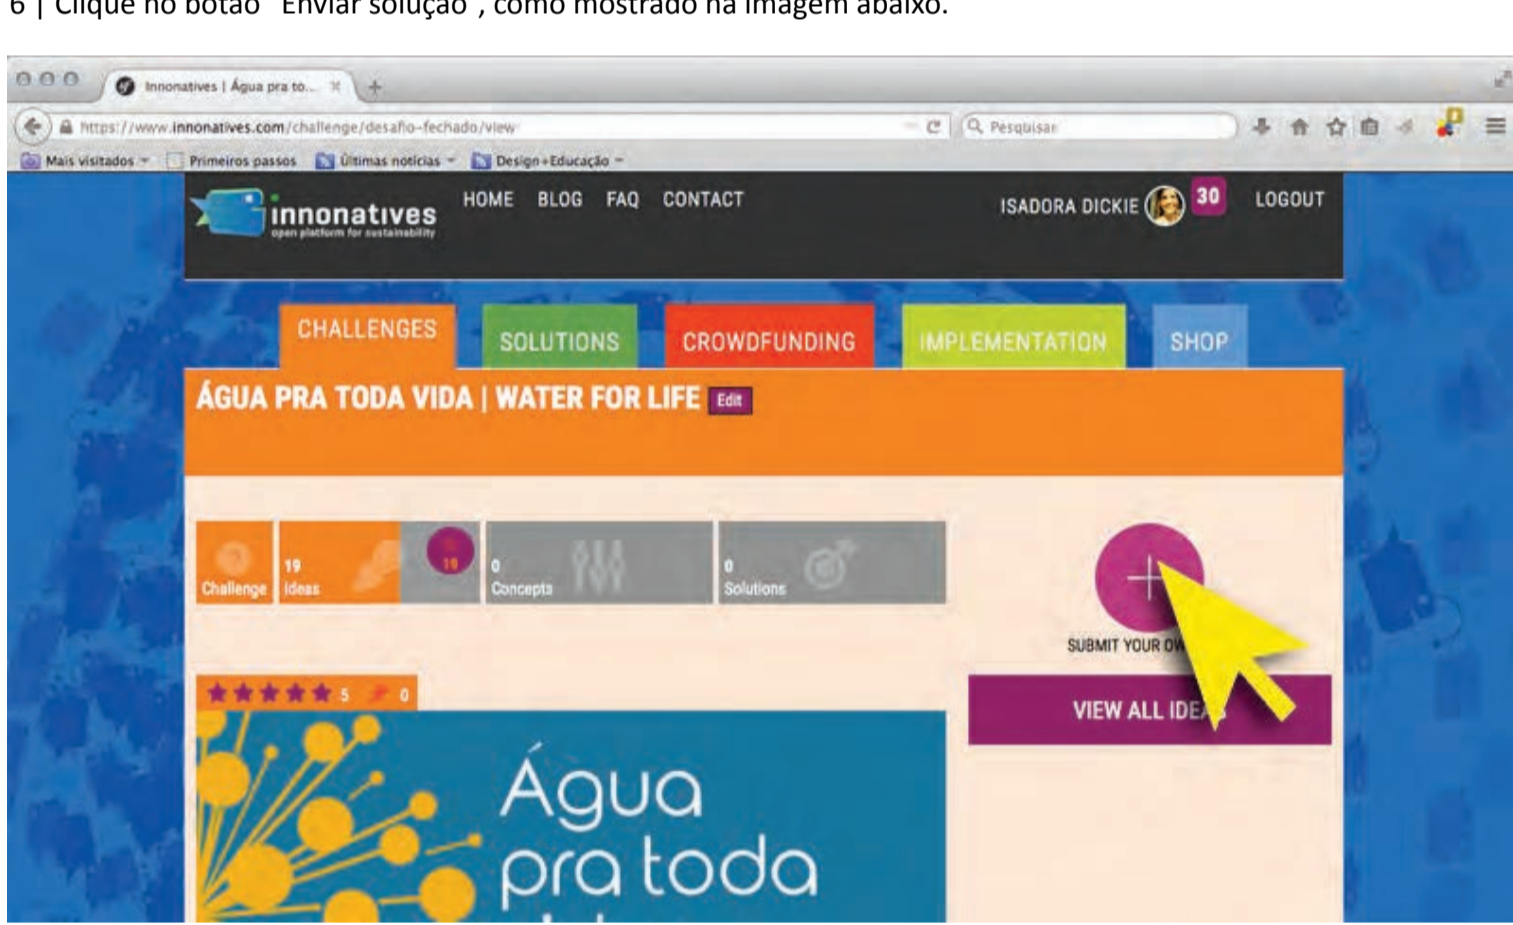 6 | Clique no botão "Enviar solução", como mostrado na imagem abaixo.
Innonatives | Água pra to...
https://www.innonatives.com/challenge/desafio-fechado/view
Pesquisar
Mais visitados
Primeiros passos
Últimas notícias
Design+Educação
innonatives
open platform for sustainability
HOME BLOG FAQ CONTACT
ISADORA DICKIE 30 LOGOUT
CHALLENGES
SOLUTIONS
CROWDFUNDING
IMPLEMENTATION
SHOP
ÁGUA PRA TODA VIDA | WATER FOR LIFE Edit
Challenge
19
Ideas
19
0
Concepts
0
Solutions
SUBMIT YOUR
VIEW ALL
5 0
Água
pra toda